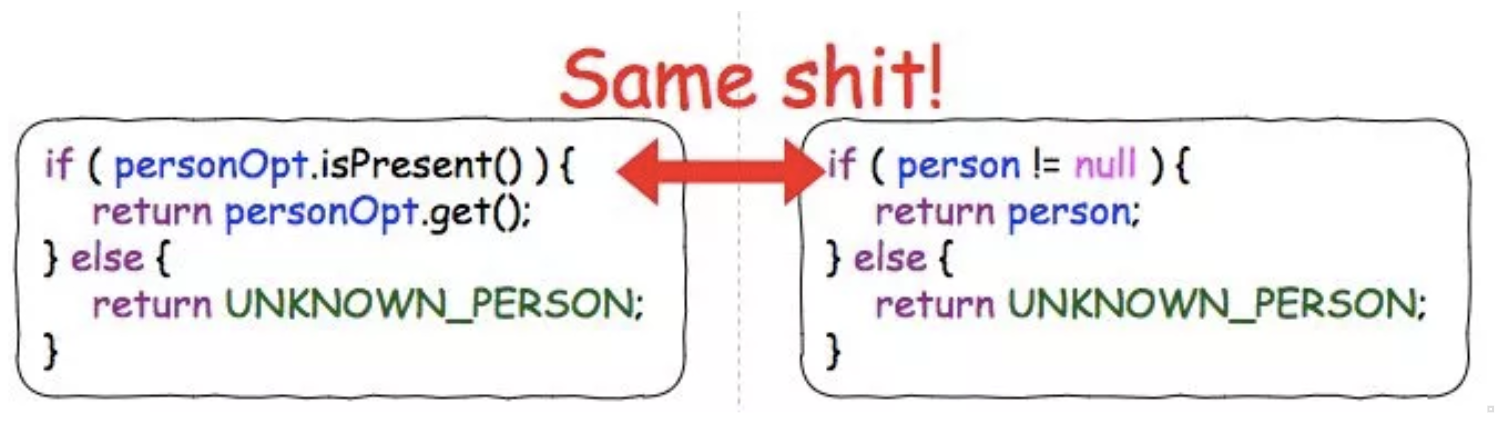 Same shit!
if ( personOpt.isPresent() ) {
return personOpt.get();
} else {
return UNKNOWN_PERSON;
}
if ( person != null ) {
return person;
} else {
return UNKNOWN_PERSON;
}